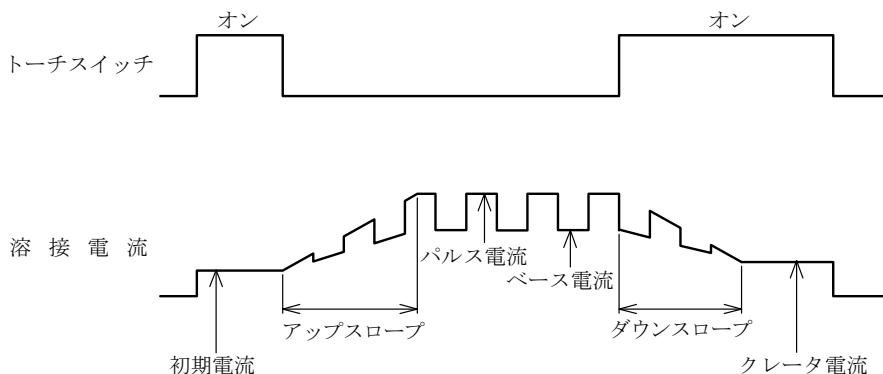 オン
オン
トーチスイッチ
溶接電流
パルス電流
ベース電流
アップスロープ
ダウンスロープ
初期電流
クレータ電流